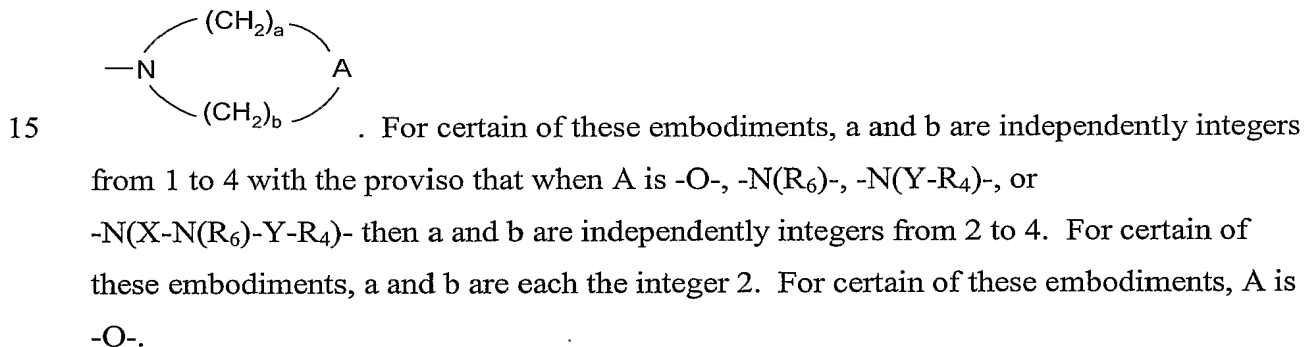 (CH2)a
—N A
(CH2)b
15 . For certain of these embodiments, a and b are independently integers
from 1 to 4 with the proviso that when A is -O-, -N(R6)-, -N(Y-R4)-, or
-N(X-N(R6)-Y-R4)- then a and b are independently integers from 2 to 4. For certain of
these embodiments, a and b are each the integer 2. For certain of these embodiments, A is
-O-.